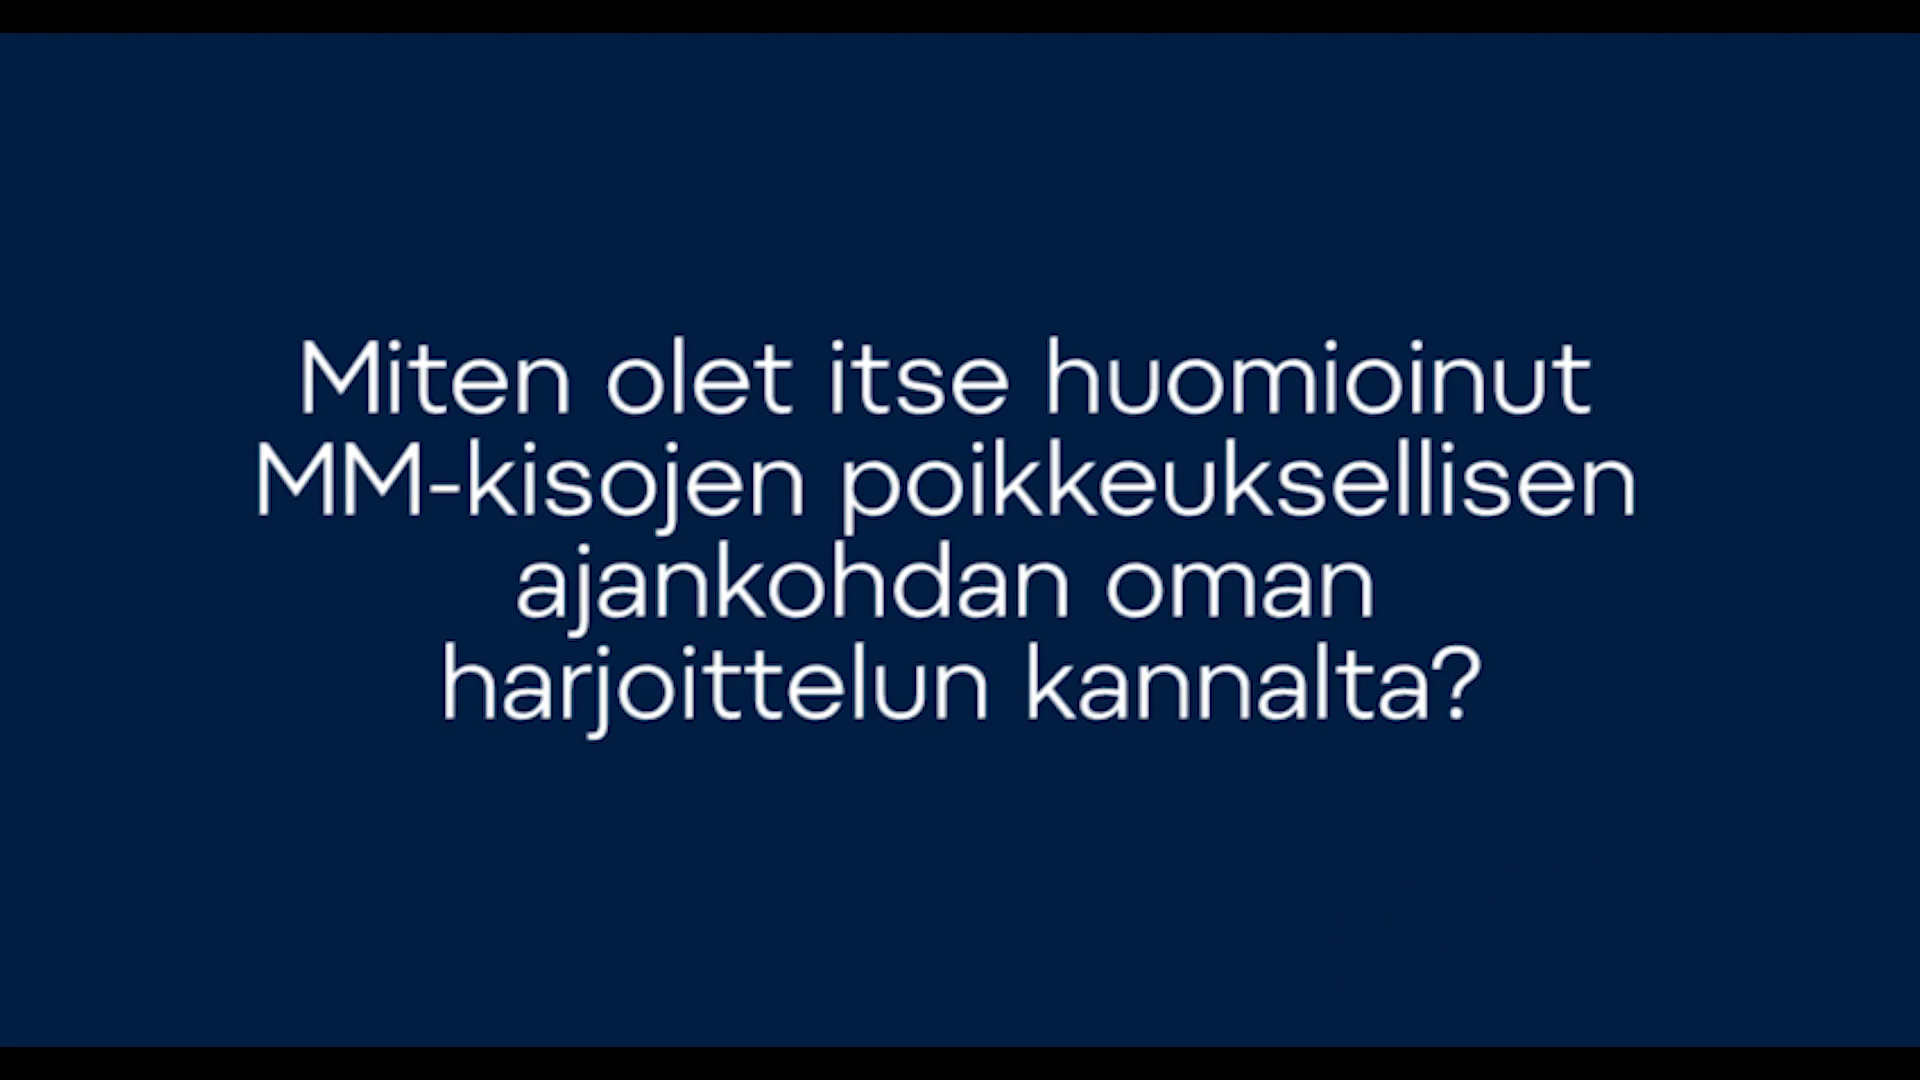 Miten olet itse huomioinut
MM-kisojen poikkeuksellisen
ajankohdan oman
harjoittelun kannalta?